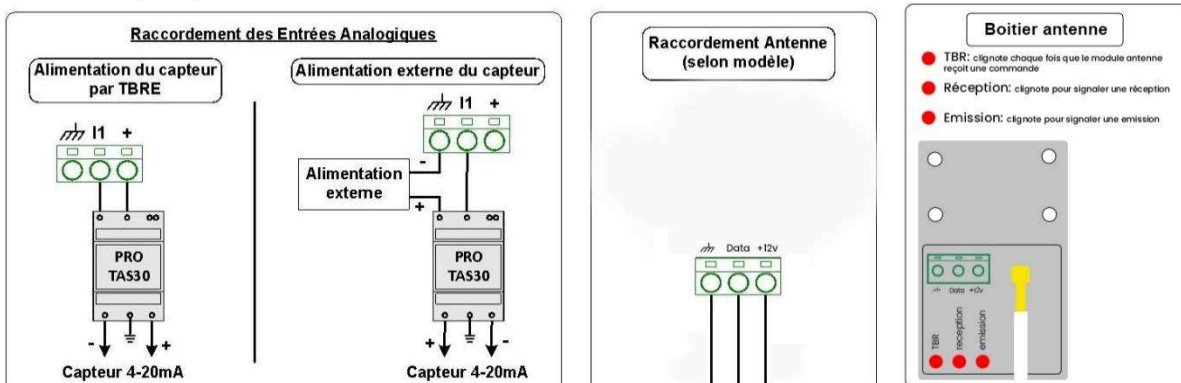 Raccordement des Entrées Analogiques
Alimentation du capteur
par TBRE
I1 +
PRO
TAS30
- +
Capteur 4-20mA
Alimentation externe du capteur
I1 +
Alimentation
externe
-
+
PRO
TAS30
+ -
Capteur 4-20mA
Raccordement Antenne
(selon modèle)
Data +12v
Boitier antenne
TBR: clignote chaque fois que le module antenne
reçoit une commande
Réception: clignote pour signaler une réception
Emission: clignote pour signaler une emission
Data +12v
TBR
reception
emission